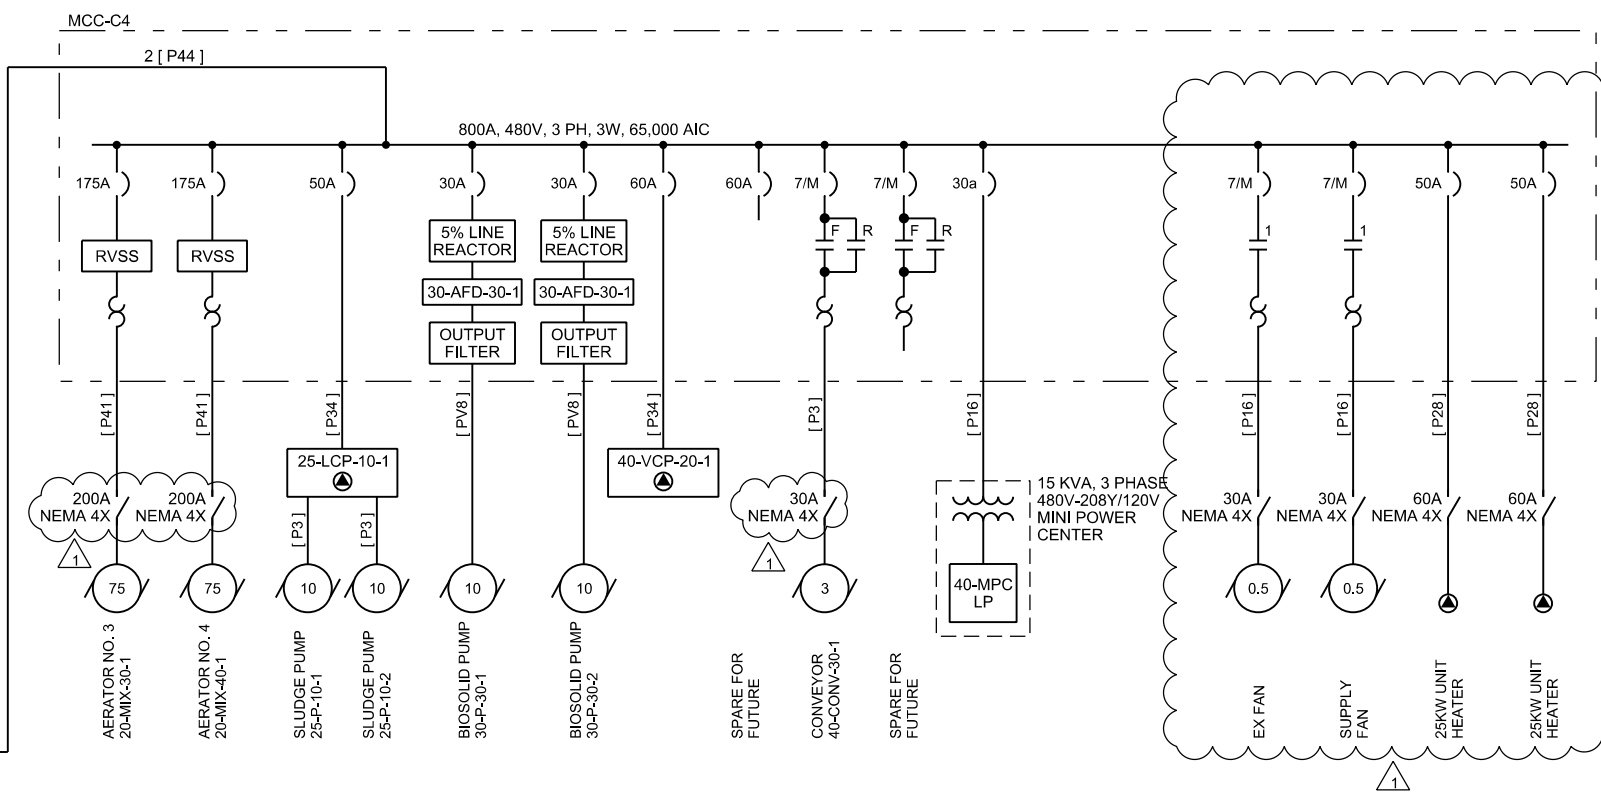 MCC-C4
2 [ P44 ]
800A, 480V, 3 PH, 3W, 65,000 AIC
175A
175A
50A
30A
30A
60A
60A
7/M
7/M
30a
7/M
7/M
50A
50A
RVSS
RVSS
5% LINE
REACTOR
5% LINE
REACTOR
F
R
F
R
1
1
30-AFD-30-1
30-AFD-30-1
OUTPUT
FILTER
OUTPUT
FILTER
[ P41 ]
[ P41 ]
[ P34 ]
[ PV8 ]
[ PV8 ]
[ P34 ]
[ P3 ]
[ P16 ]
[ P16 ]
[ P16 ]
[ P28 ]
[ P28 ]
25-LCP-10-1
40-VCP-20-1
200A
NEMA 4X
200A
NEMA 4X
[ P3 ]
[ P3 ]
30A
NEMA 4X
15 KVA, 3 PHASE
480V-208Y/120V
MINI POWER
CENTER
30A
NEMA 4X
30A
NEMA 4X
60A
NEMA 4X
60A
NEMA 4X
1
1
75
75
10
10
10
10
3
40-MPC
LP
0.5
0.5
AERATOR NO. 3
20-MIX-30-1
AERATOR NO. 4
20-MIX-40-1
SLUDGE PUMP
25-P-10-1
SLUDGE PUMP
25-P-10-2
BIOSOLID PUMP
30-P-30-1
BIOSOLID PUMP
30-P-30-2
SPARE FOR
FUTURE
CONVEYOR
40-CONV-30-1
SPARE FOR
FUTURE
EX FAN
SUPPLY
FAN
25KW UNIT
HEATER
25KW UNIT
HEATER
1